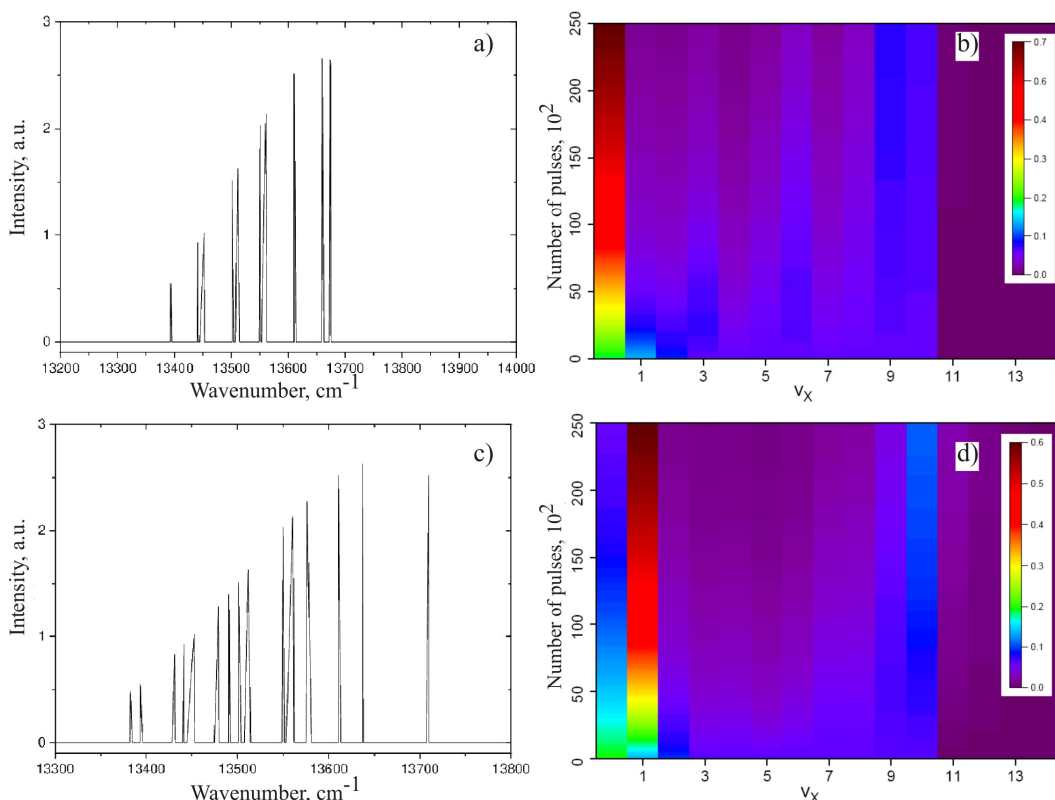 a)
Intensity, a.u.
3
2
1
0
13200 13300 13400 13500 13600 13700 13800 13900 14000
Wavenumber, cm-1
b)
Number of pulses, 10²
250
200
150
100
50
0
1 3 5 7 9 11 13
vX
0.7
0.6
0.5
0.4
0.3
0.2
0.1
0.0
c)
Intensity, a.u.
3
2
1
0
13300 13400 13500 13600 13700 13800
Wavenumber, cm-1
d)
Number of pulses, 10²
250
200
150
100
50
0
1 3 5 7 9 11 13
vX
0.6
0.5
0.4
0.3
0.2
0.1
0.0